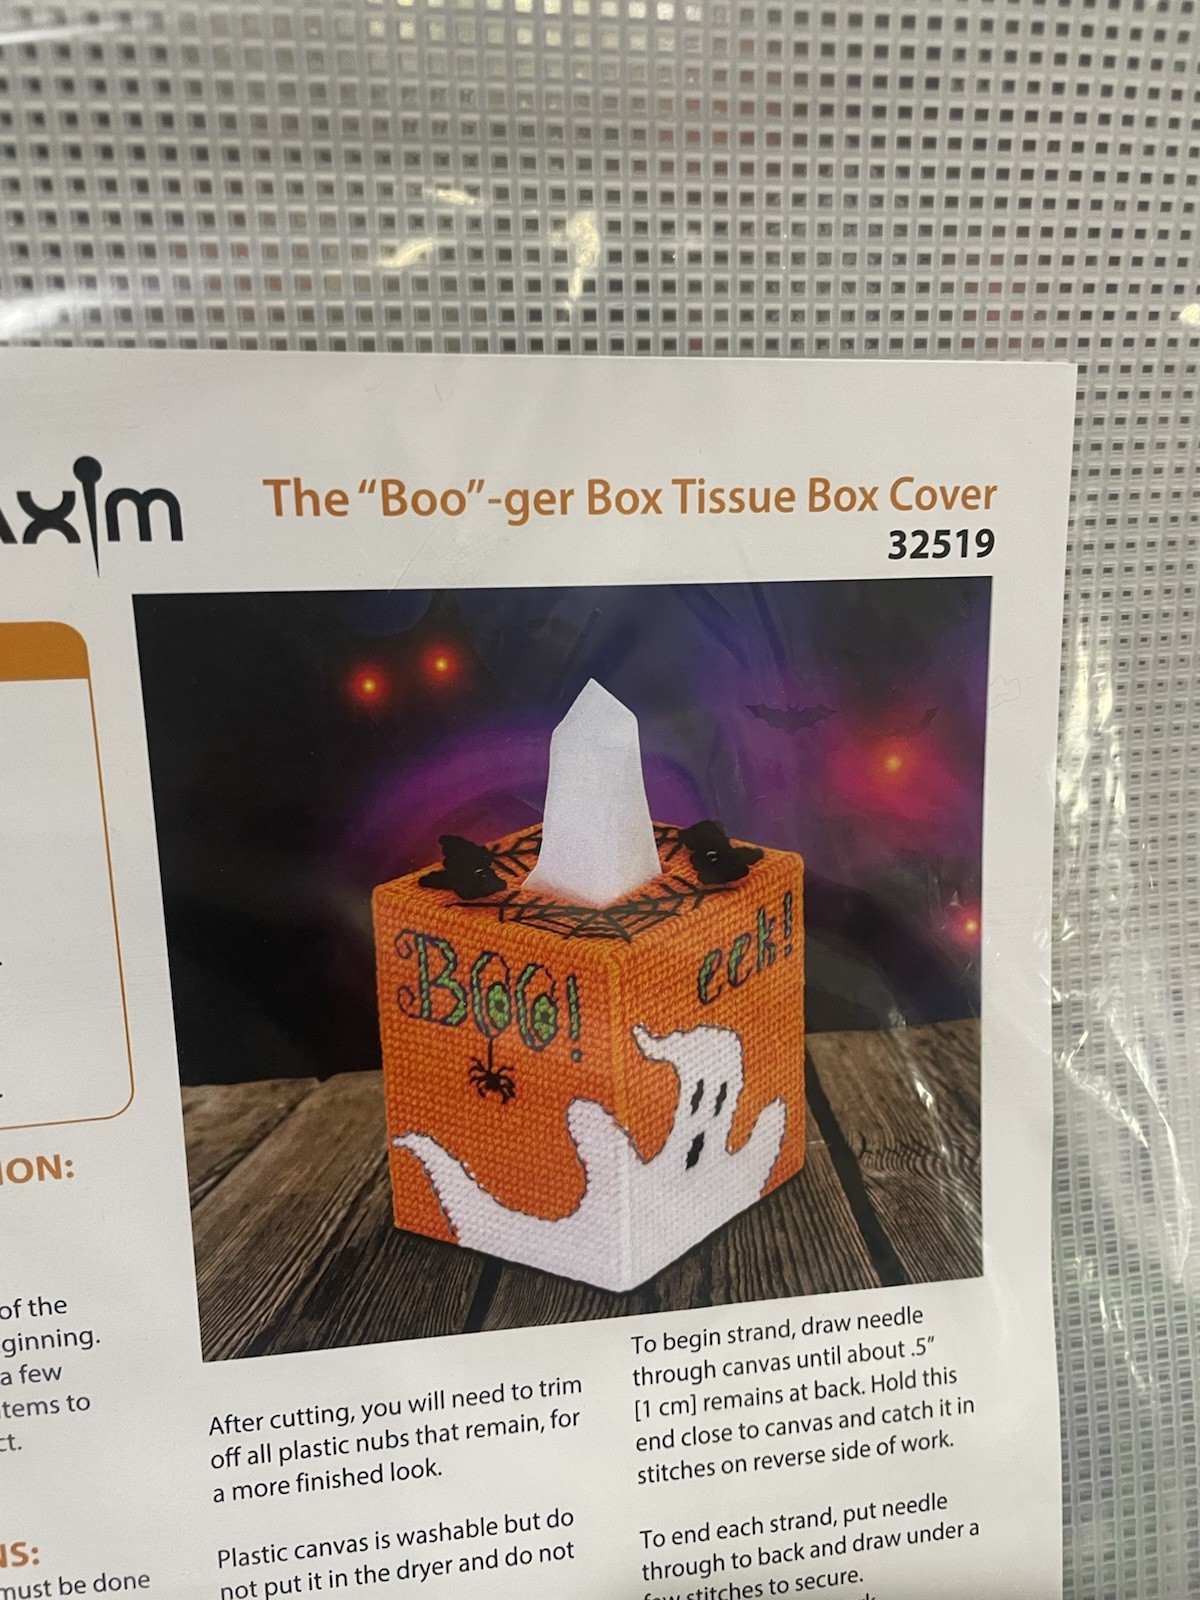 xim
The “Boo”-ger Box Tissue Box Cover
32519
BOO!
eek!
ION:
of the
ginning.
a few
items to
ct.
NS:
must be done
After cutting, you will need to trim
off all plastic nubs that remain, for
a more finished look.
Plastic canvas is washable but do
not put it in the dryer and do not
To begin strand, draw needle
through canvas until about .5”
[1 cm] remains at back. Hold this
end close to canvas and catch it in
stitches on reverse side of work.
To end each strand, put needle
through to back and draw under a
few stitches to secure.